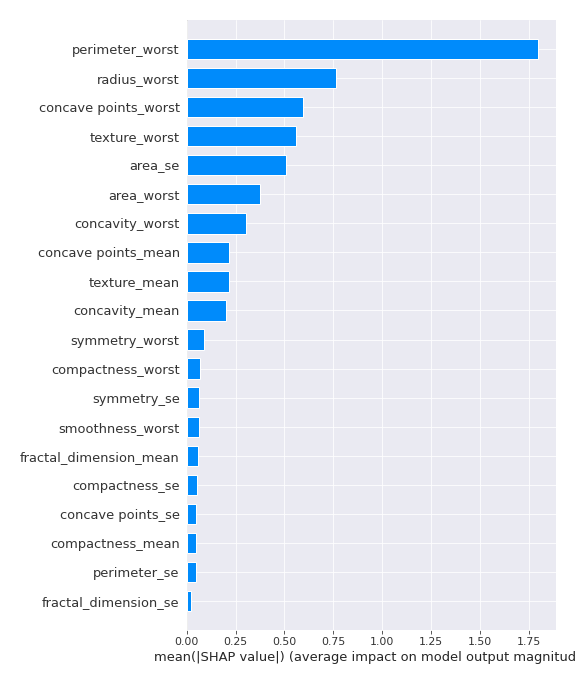 perimeter_worst
radius_worst
concave points_worst
texture_worst
area_se
area_worst
concavity_worst
concave points_mean
texture_mean
concavity_mean
symmetry_worst
compactness_worst
symmetry_se
smoothness_worst
fractal_dimension_mean
compactness_se
concave points_se
compactness_mean
perimeter_se
fractal_dimension_se
0.00 0.25 0.50 0.75 1.00 1.25 1.50 1.75
mean(|SHAP value|) (average impact on model output magnitud